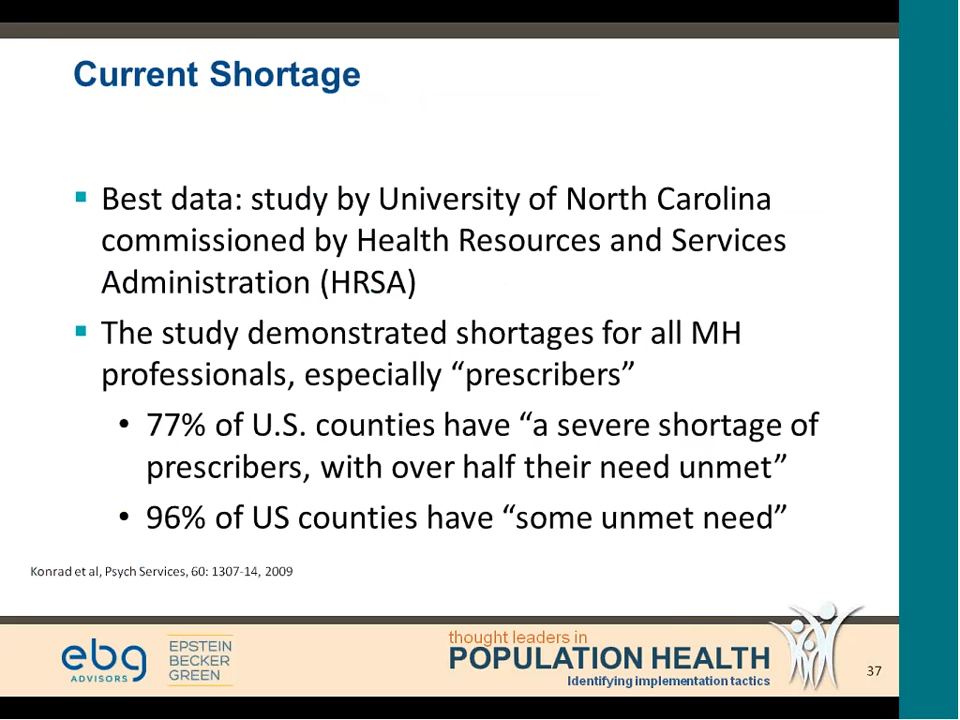 Current Shortage
Best data: study by University of North Carolina
commissioned by Health Resources and Services
Administration (HRSA)
The study demonstrated shortages for all MH
professionals, especially “prescribers”
77% of U.S. counties have “a severe shortage of
prescribers, with over half their need unmet”
96% of US counties have “some unmet need”
Konrad et al, Psych Services, 60: 1307-14, 2009
ebg
ADVISORS
EPSTEIN
BECKER
GREEN
thought leaders in
POPULATION HEALTH
Identifying implementation tactics
37